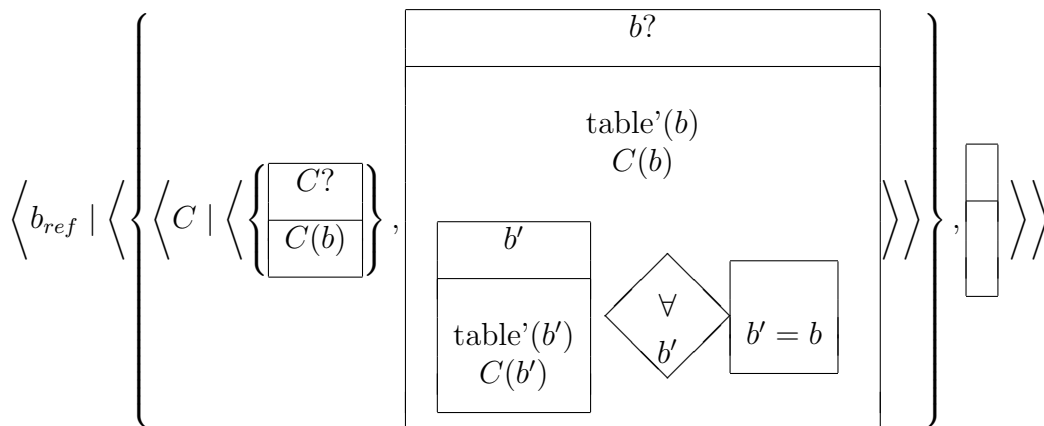 b?
table’(b)
C(b)
⟨b_ref | ⟨⟨{⟨C | ⟨⟨{C?
C(b)},
b′
table’(b′)
C(b′)
∀
b′
b′ = b
⟩⟩}, ⟩⟩